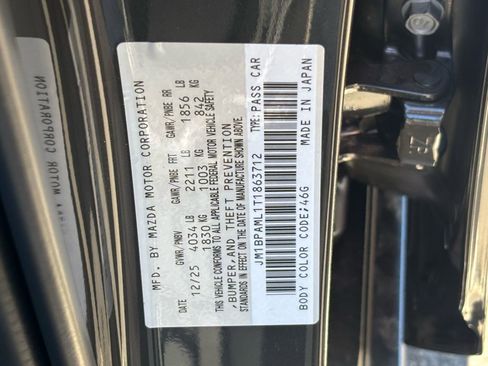 MFD. BY MAZDA MOTOR CORPORATION
DATE GVWR/PNBV GAWR/PNBE FRT GAWR/PNBE RR
12/25 4034 LB 2211 LB 1856 LB
1830 KG 1003 KG 842 KG
THIS VEHICLE CONFORMS TO ALL APPLICABLE FEDERAL MOTOR VEHICLE SAFETY
,BUMPER,AND THEFT PREVENTION
STANDARDS IN EFFECT ON THE DATE OF MANUFACTURE SHOWN ABOVE.
JM1BPAML1T1863712 TYPE:PASS CAR
BODY COLOR CODE:46G MADE IN JAPAN
MOTOR CORPORATION